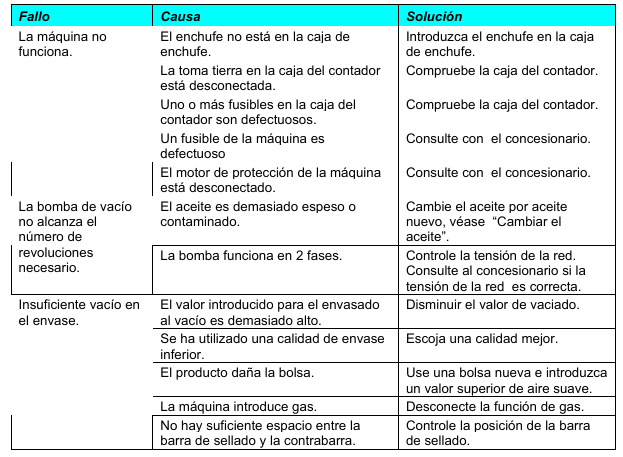 Fallo Causa Solución
La máquina no funciona.
El enchufe no está en la caja de enchufe.
Introduzca el enchufe en la caja de enchufe.
La toma tierra en la caja del contador está desconectada.
Compruebe la caja del contador.
Uno o más fusibles en la caja del contador son defectuosos.
Compruebe la caja del contador.
Un fusible de la máquina es defectuoso
Consulte con el concesionario.
El motor de protección de la máquina está desconectado.
Consulte con el concesionario.
La bomba de vacío no alcanza el número de revoluciones necesario.
El aceite es demasiado espeso o contaminado.
Cambie el aceite por aceite nuevo, véase “Cambiar el aceite”.
La bomba funciona en 2 fases.
Controle la tensión de la red. Consulte al concesionario si la tensión de la red es correcta.
Insuficiente vacío en el envase.
El valor introducido para el envasado al vacío es demasiado alto.
Disminuir el valor de vaciado.
Se ha utilizado una calidad de envase inferior.
Escoja una calidad mejor.
El producto daña la bolsa.
Use una bolsa nueva e introduzca un valor superior de aire suave.
La máquina introduce gas.
Desconecte la función de gas.
No hay suficiente espacio entre la barra de sellado y la contrabarra.
Controle la posición de la barra de sellado.